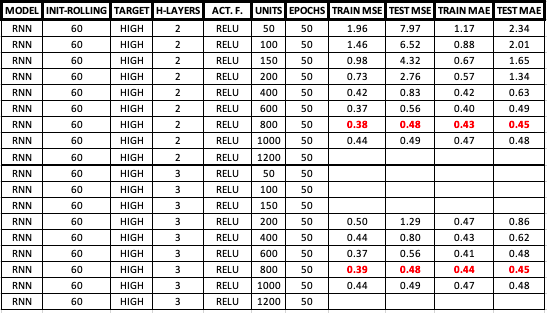 MODEL INIT-ROLLING TARGET H-LAYERS ACT. F. UNITS EPOCHS TRAIN MSE TEST MSE TRAIN MAE TEST MAE
RNN 60 HIGH 2 RELU 50 50 1.96 7.97 1.17 2.34
RNN 60 HIGH 2 RELU 100 50 1.46 6.52 0.88 2.01
RNN 60 HIGH 2 RELU 150 50 0.98 4.32 0.67 1.65
RNN 60 HIGH 2 RELU 200 50 0.73 2.76 0.57 1.34
RNN 60 HIGH 2 RELU 400 50 0.42 0.83 0.42 0.63
RNN 60 HIGH 2 RELU 600 50 0.37 0.56 0.40 0.49
RNN 60 HIGH 2 RELU 800 50 0.38 0.48 0.43 0.45
RNN 60 HIGH 2 RELU 1000 50 0.44 0.49 0.47 0.48
RNN 60 HIGH 2 RELU 1200 50
RNN 60 HIGH 3 RELU 50 50
RNN 60 HIGH 3 RELU 100 50
RNN 60 HIGH 3 RELU 150 50
RNN 60 HIGH 3 RELU 200 50 0.50 1.29 0.47 0.86
RNN 60 HIGH 3 RELU 400 50 0.44 0.80 0.43 0.62
RNN 60 HIGH 3 RELU 600 50 0.37 0.56 0.41 0.48
RNN 60 HIGH 3 RELU 800 50 0.39 0.48 0.44 0.45
RNN 60 HIGH 3 RELU 1000 50 0.44 0.49 0.47 0.48
RNN 60 HIGH 3 RELU 1200 50